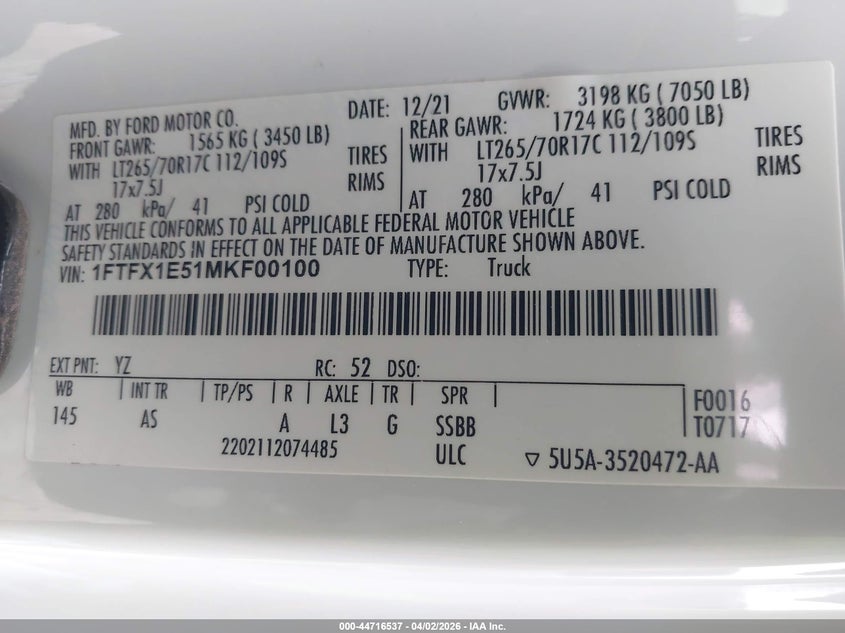 MFD. BY FORD MOTOR CO. DATE: 12/21 GVWR: 3198 KG ( 7050 LB)
FRONT GAWR: 1565 KG ( 3450 LB) REAR GAWR: 1724 KG ( 3800 LB)
WITH LT265/70R17C 112/109S TIRES WITH LT265/70R17C 112/109S TIRES
17x7.5J RIMS 17x7.5J RIMS
AT 280 kPa/ 41 PSI COLD AT 280 kPa/ 41 PSI COLD
THIS VEHICLE CONFORMS TO ALL APPLICABLE FEDERAL MOTOR VEHICLE
SAFETY STANDARDS IN EFFECT ON THE DATE OF MANUFACTURE SHOWN ABOVE.
VIN: 1FTFX1E51MKF00100 TYPE: Truck
EXT PNT: YZ RC: 52 DSO:
WB | INT TR | TP/PS | R | AXLE | TR | SPR | F0016
145 AS A L3 G SSBB T0717
2202112074485 ULC ▽ 5U5A-3520472-AA
000-44716537 - 04/02/2026 - IAA Inc.